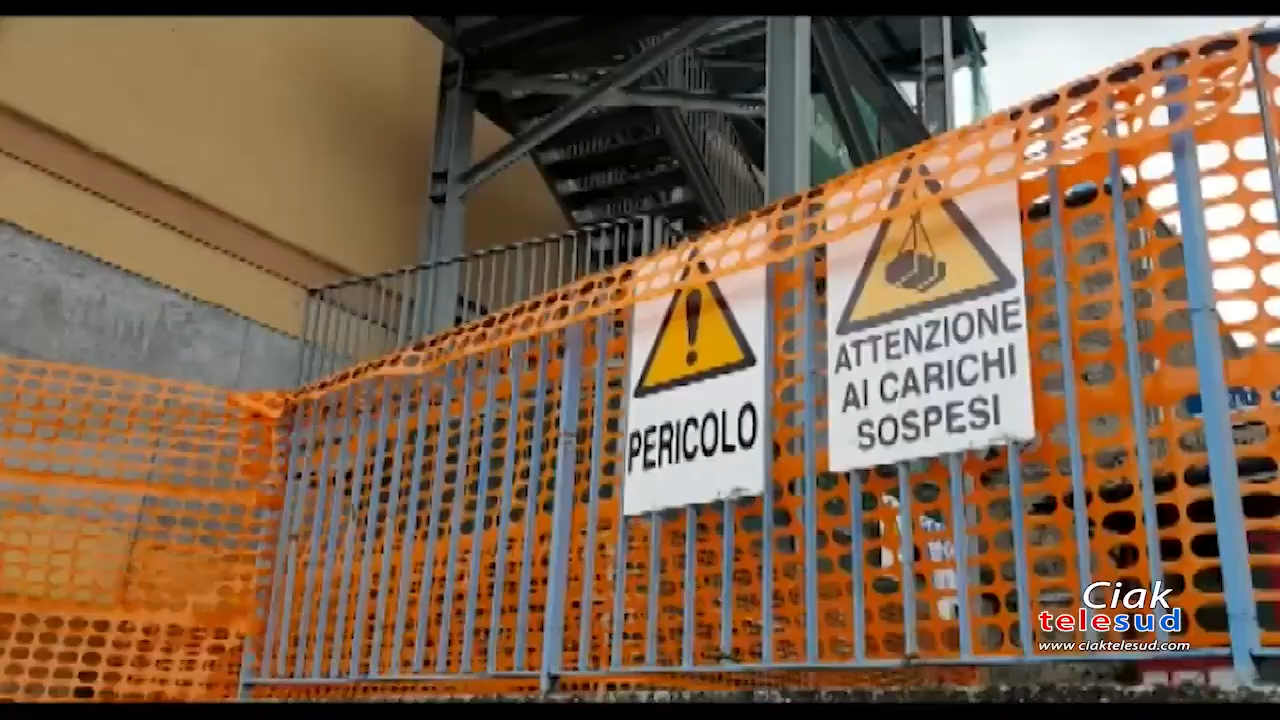 PERICOLO
ATTENZIONE
AI CARICHI
SOSPESI
Ciak
telesud
www.ciaktelesud.com